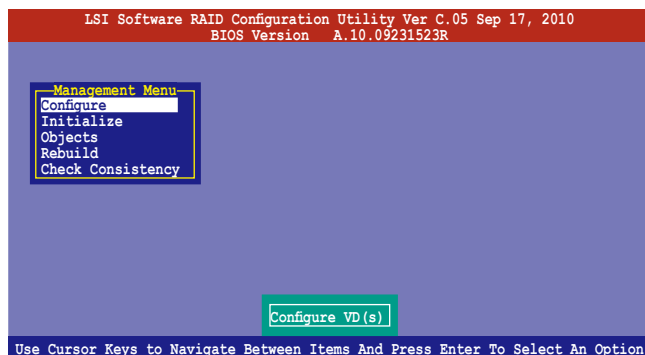 LSI Software RAID Configuration Utility Ver C.05 Sep 17, 2010
BIOS Version A.10.09231523R
Management Menu
Configure
Initialize
Objects
Rebuild
Check Consistency
Configure VD(s)
Use Cursor Keys to Navigate Between Items And Press Enter To Select An Option